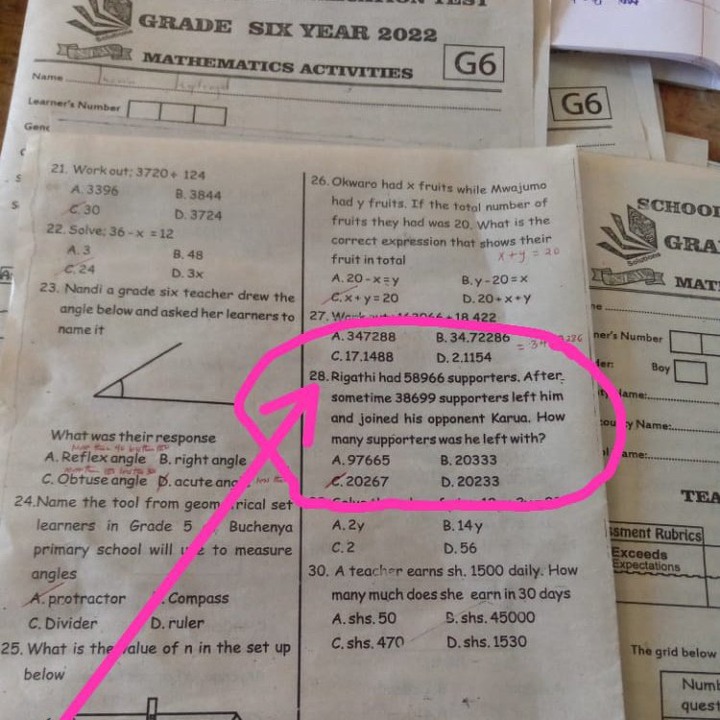 TEST
GRADE SIX YEAR 2022
MATHEMATICS ACTIVITIES
G6
Name
Learner's Number
G6
21. Work out; 3720÷ 124
A. 3396 B. 3844
C. 30 D. 3724
22. Solve; 36 - x = 12
A. 3 B. 48
C. 24 D. 3x
23. Nandi a grade six teacher drew the
angle below and asked her learners to
name it
What was their response
A. Reflex angle B. right angle
C. Obtuse angle D. acute
24. Name the tool from
learners in Grade 5 Buchenya
primary school will to measure
angles
A. protractor Compass
C. Divider D. ruler
25. What is the value of n in the set up
below
26. Okwaro had x fruits while Mwajumo
had y fruits. If the total number of
fruits they had was 20. What is the
correct expression that shows their
fruit in total
x + y = 20
A. 20 - x = y B. y - 20 = x
C. x + y = 20 D. 20 + x + y
27.
A. 347288 B. 34.72286
C. 17.1488 D. 2.1154
28. Rigathi had 58966 supporters. After
sometime 38699 supporters left him
and joined his opponent Karua. How
many supporters was he left with?
A. 97665 B. 20333
C. 20267 D. 20233
A. 2y B. 14y
C. 2 D. 56
30. A teacher earns sh. 1500 daily. How
many much does she earn in 30 days
A. shs. 50 B. shs. 45000
C. shs. 470 D. shs. 1530
SCHOOL
Solutions
Number
Boy
Name:
Name:
ame:
TEA
Rubrics
Exceeds
Expectations
The grid below